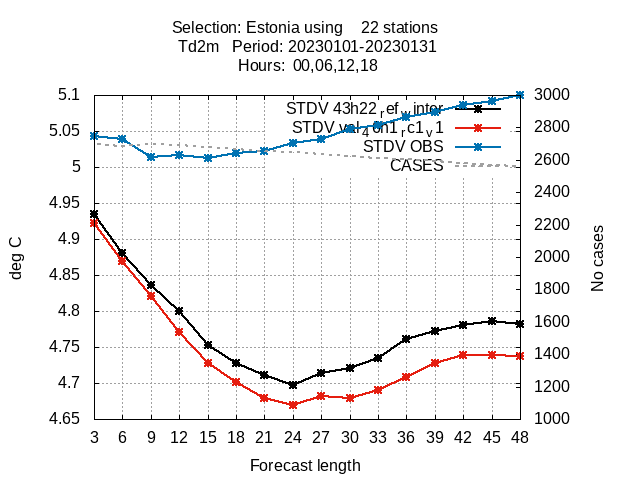 Selection: Estonia using    22 stations
Td2m   Period: 20230101-20230131
Hours:  00,06,12,18
5.1
5.05
5
4.95
4.9
4.85
4.8
4.75
4.7
4.65
deg C
STDV 43h22
STDV
STDV OBS
CASES
3000
2800
2600
2400
2200
2000
1800
1600
1400
1200
1000
No cases
3 6 9 12 15 18 21 24 27 30 33 36 39 42 45 48
Forecast length